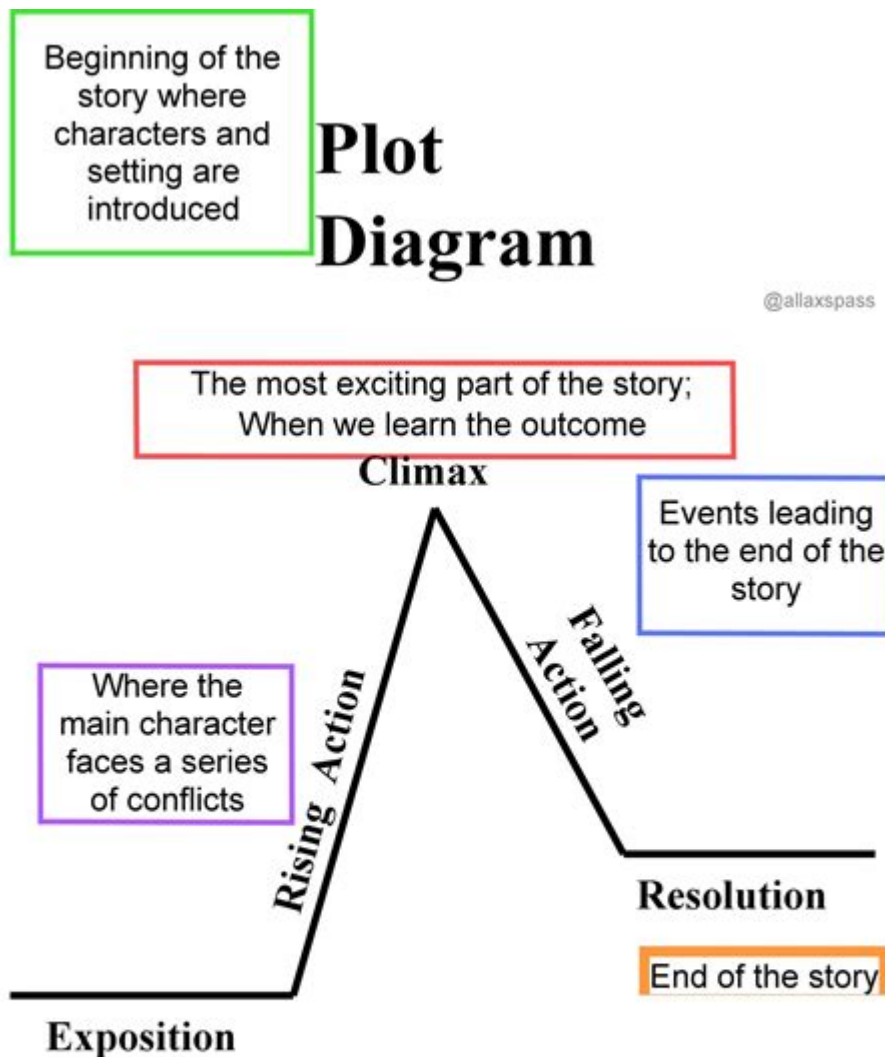 Beginning of the
story where
characters and
setting are
introduced
Plot
Diagram
@allaxspass
The most exciting part of the story;
When we learn the outcome
Climax
Events leading
to the end of the
story
Falling
Action
Where the
main character
faces a series
of conflicts
Rising Action
Resolution
End of the story
Exposition